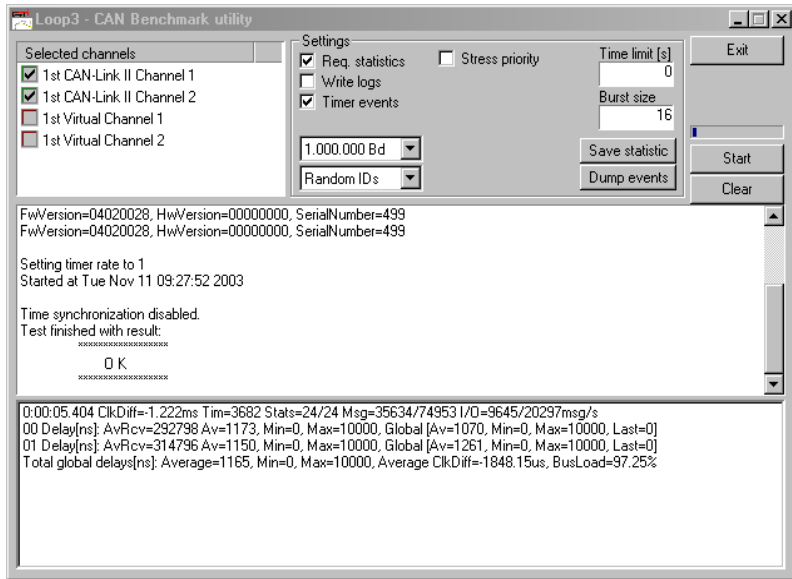 Loop3 - CAN Benchmark utility
Selected channels
1st CAN-Link II Channel 1
1st CAN-Link II Channel 2
1st Virtual Channel 1
1st Virtual Channel 2
Settings
Req. statistics
Write logs
Timer events
Stress priority
1.000.000 Bd
Random IDs
Time limit [s]
0
Burst size
16
Save statistic
Dump events
Exit
Start
Clear
FwVersion=04020028, HwVersion=00000000, SerialNumber=499
FwVersion=04020028, HwVersion=00000000, SerialNumber=499
Setting timer rate to 1
Started at Tue Nov 11 09:27:52 2003
Time synchronization disabled.
Test finished with result:
******************
O K
******************
0:00:05.404 ClkDiff=-1.222ms Tim=3682 Stats=24/24 Msg=35634/74953 I/O=9645/20297msg/s
00 Delay[ns]: AvRcv=292798 Av=1173, Min=0, Max=10000, Global [Av=1070, Min=0, Max=10000, Last=0]
01 Delay[ns]: AvRcv=314796 Av=1150, Min=0, Max=10000, Global [Av=1261, Min=0, Max=10000, Last=0]
Total global delays[ns]: Average=1165, Min=0, Max=10000, Average ClkDiff=-1848.15us, BusLoad=97.25%